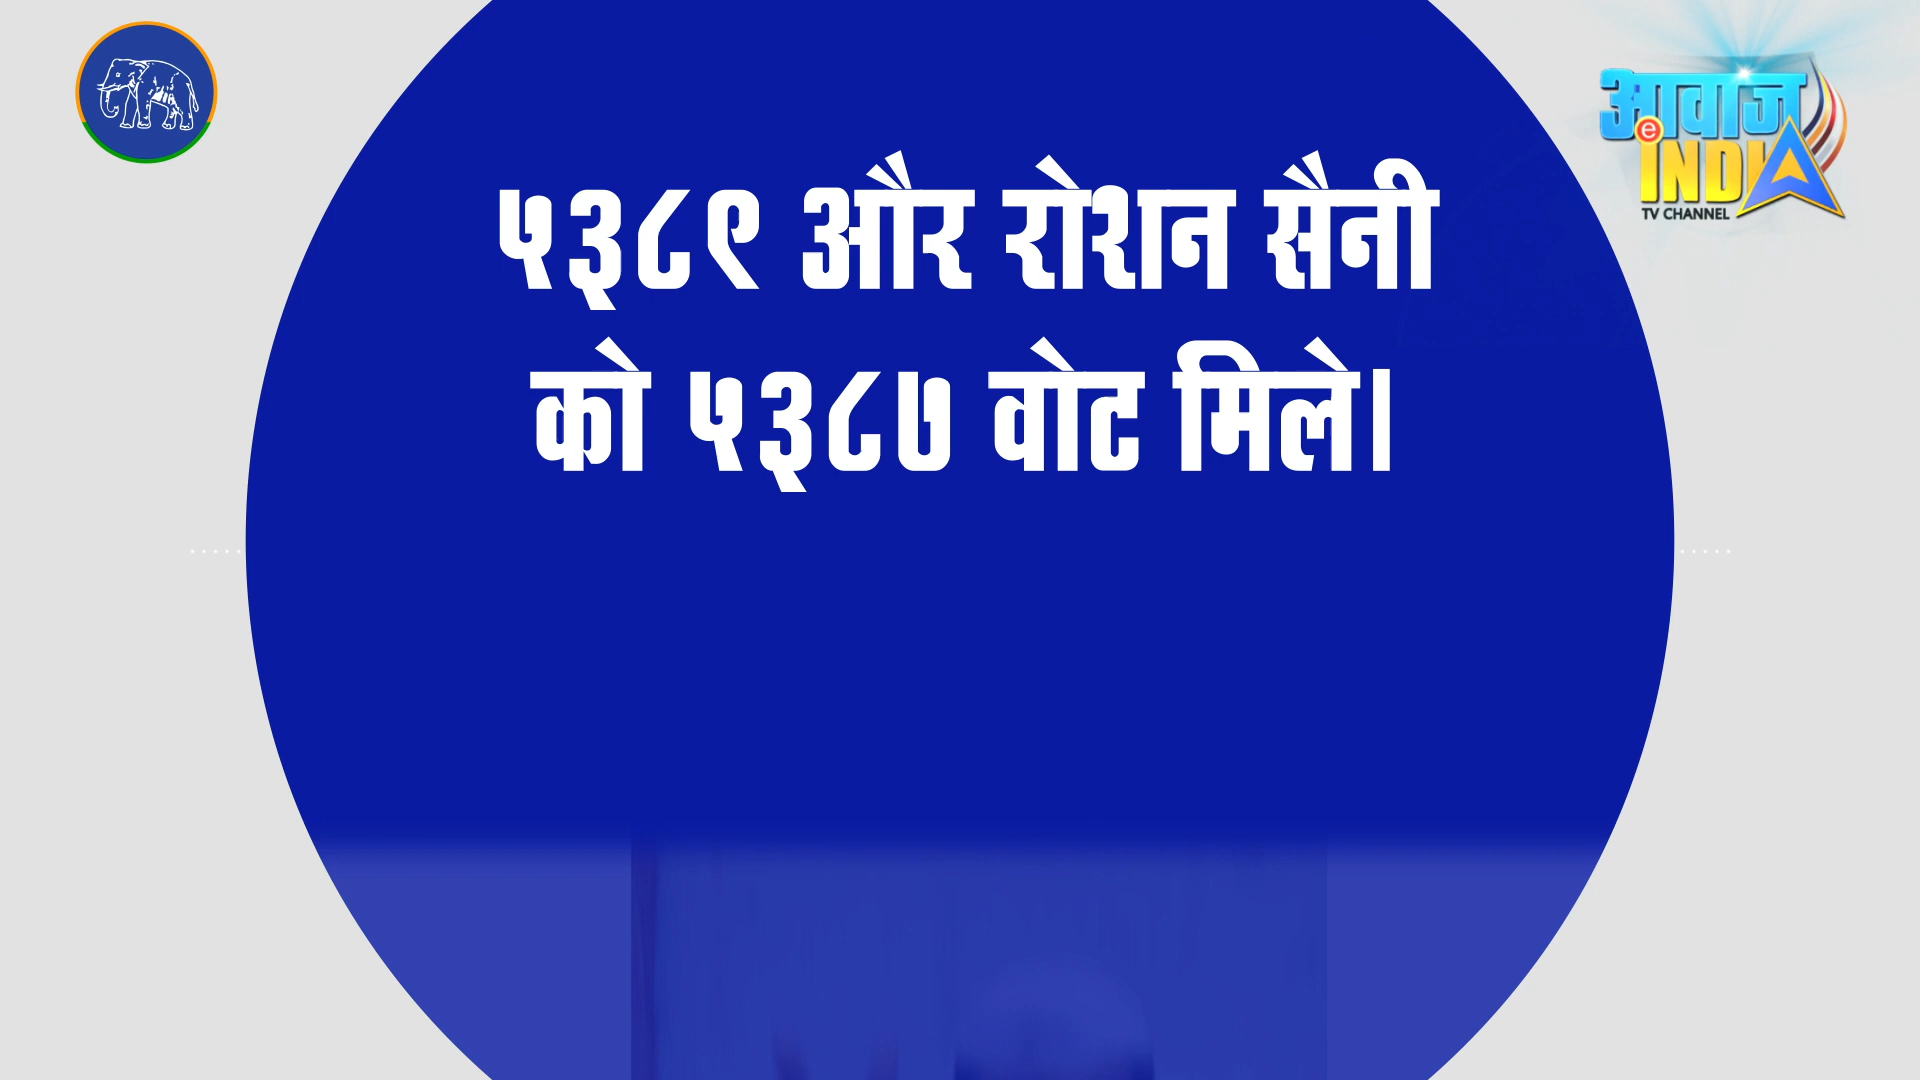 आवाज
e INDIA
TV CHANNEL
५३८९ और रोशन सैनी
को ५३८७ वोट मिले।